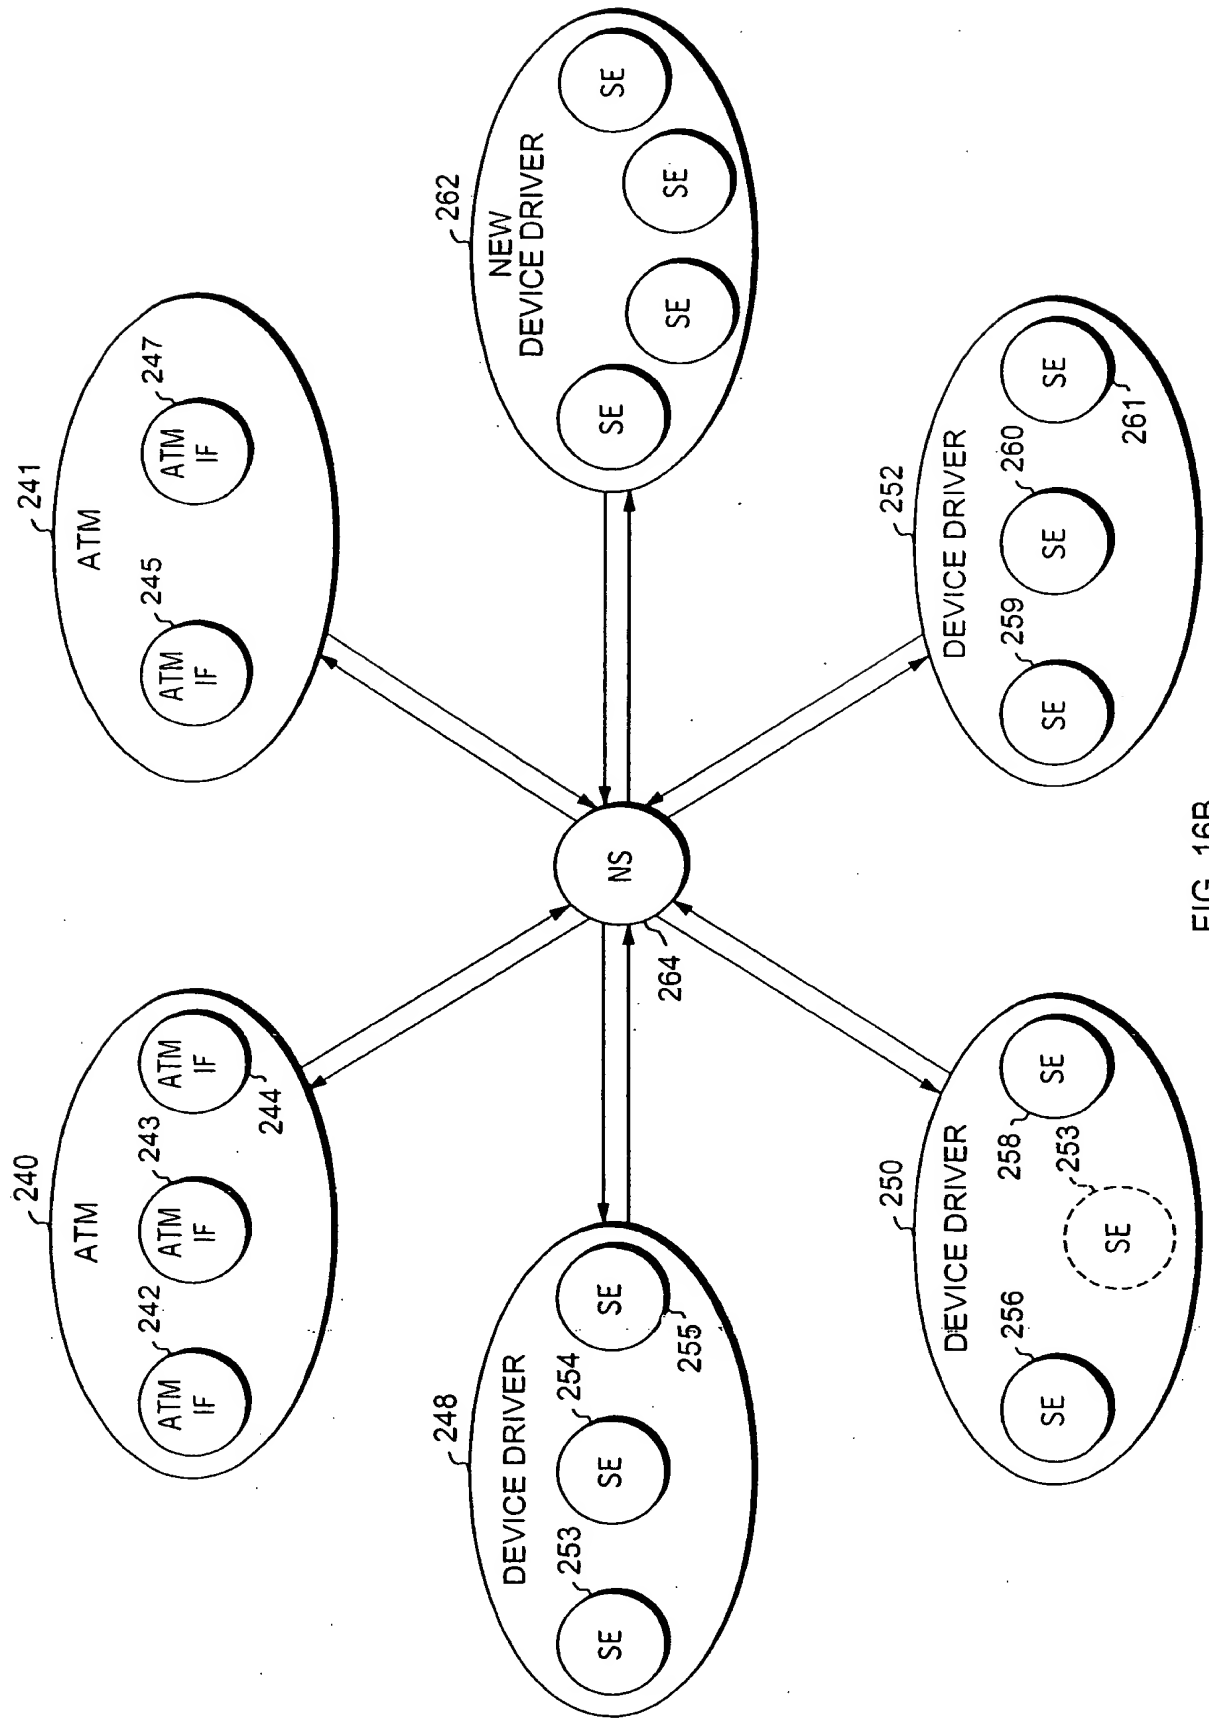 240
ATM
242
243
244
ATM
IF
ATM
IF
ATM
IF
241
ATM
245
247
ATM
IF
ATM
IF
248
DEVICE DRIVER
253
254
255
SE
SE
SE
NS
264
262
NEW
DEVICE DRIVER
SE
SE
SE
SE
250
DEVICE DRIVER
256
258
253
SE
SE
SE
252
DEVICE DRIVER
259
260
261
SE
SE
SE
FIG. 16B